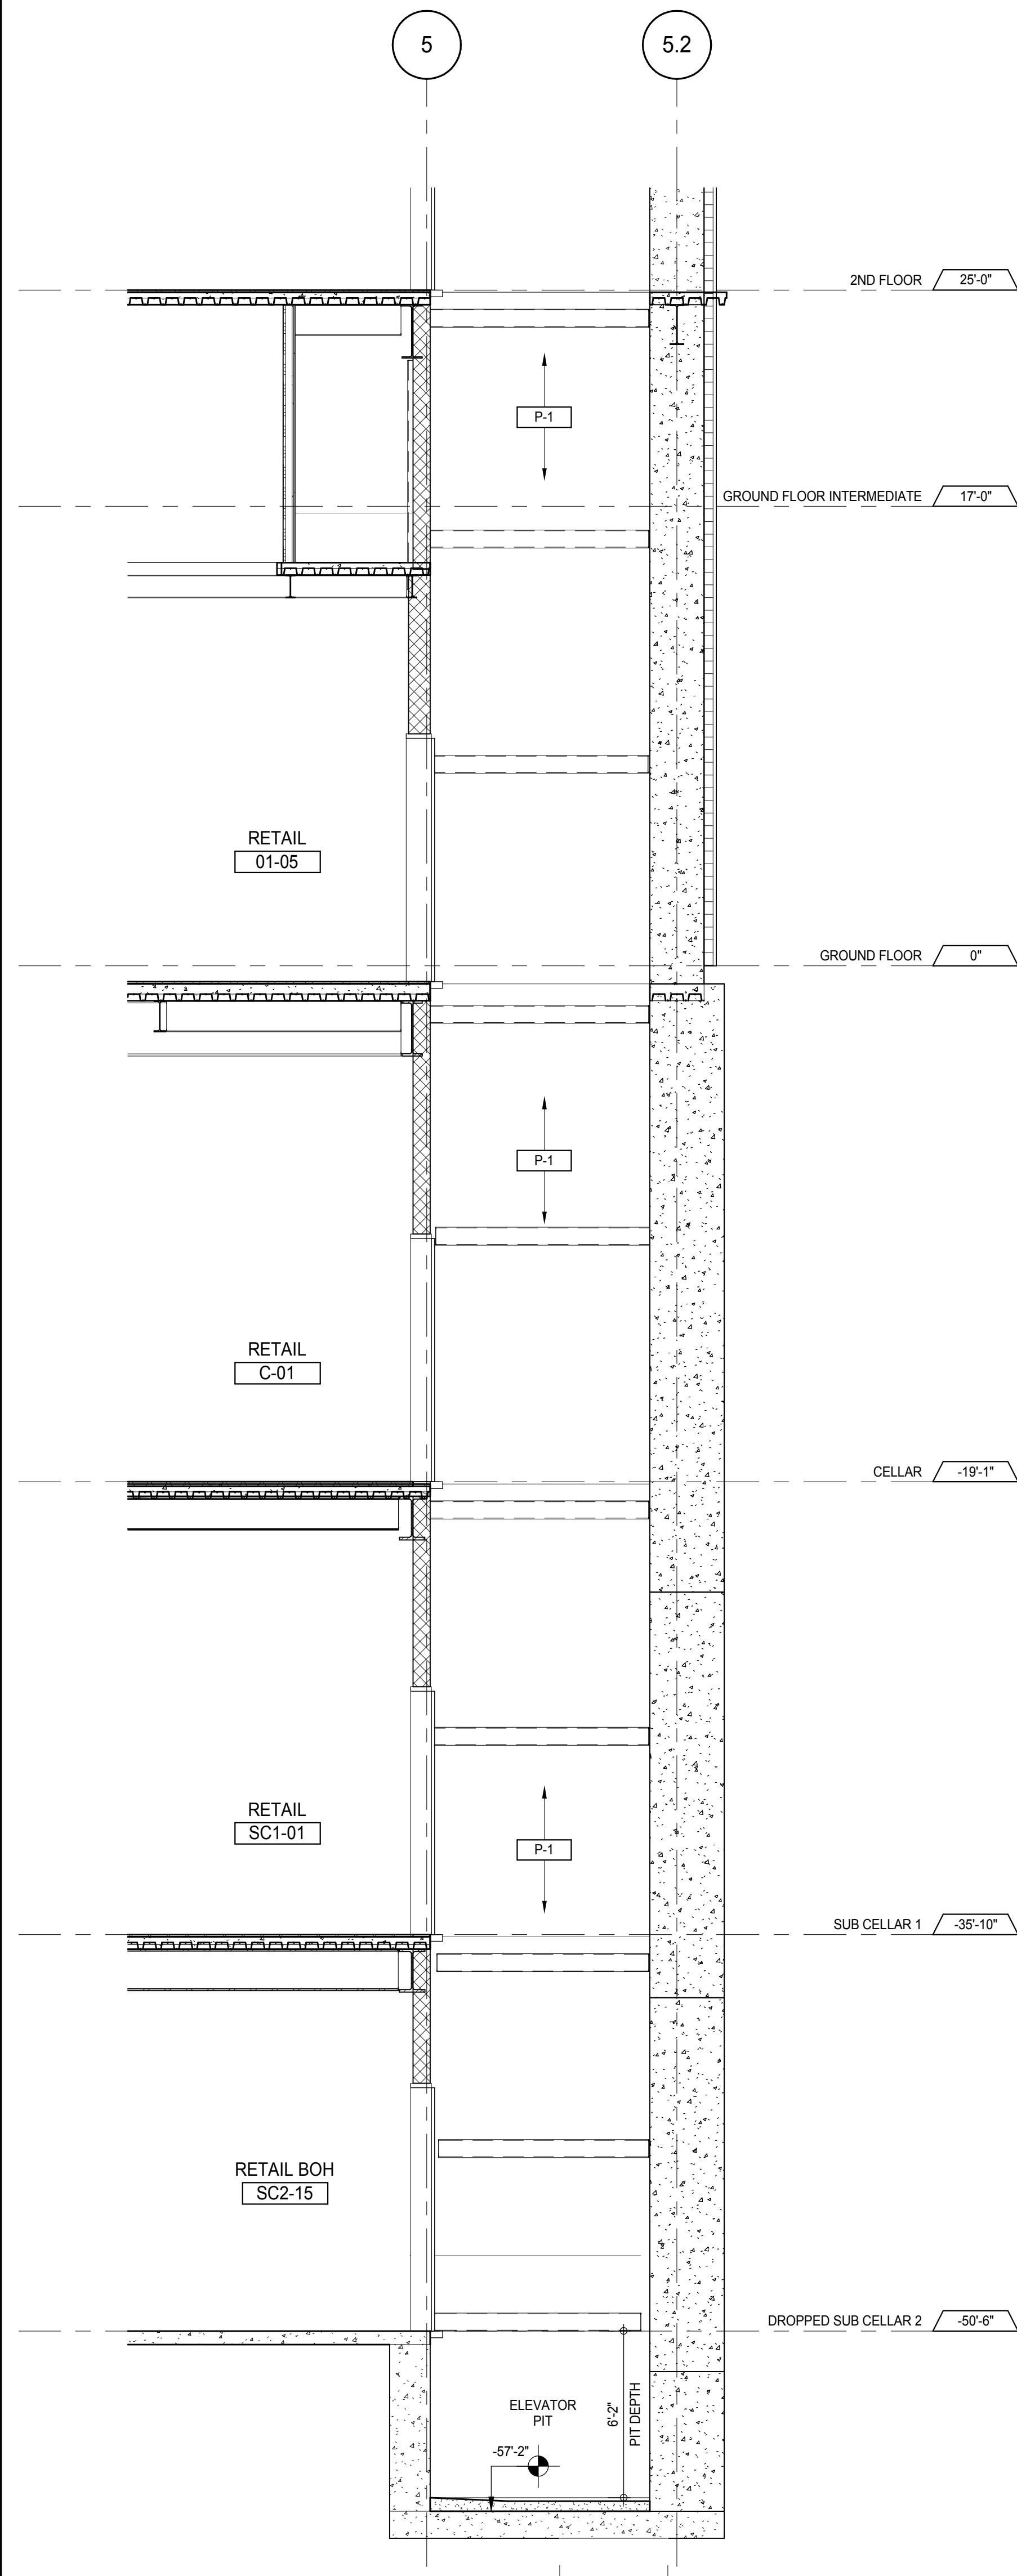 5
5.2
2ND FLOOR 25'-0"
P-1
GROUND FLOOR INTERMEDIATE 17'-0"
RETAIL
01-05
GROUND FLOOR 0"
P-1
RETAIL
C-01
CELLAR -19'-1"
RETAIL
SC1-01
P-1
SUB CELLAR 1 -35'-10"
RETAIL BOH
SC2-15
DROPPED SUB CELLAR 2 -50'-6"
ELEVATOR
PIT
6'-2"
PIT DEPTH
-57'-2"